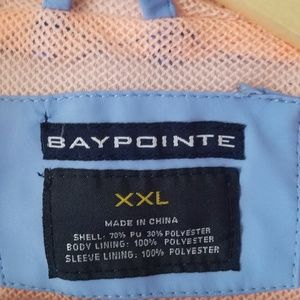 BAYPOINTE
XXL
MADE IN CHINA
SHELL: 70% PU 30% POLYESTER
BODY LINING: 100% POLYESTER
SLEEVE LINING: 100% POLYESTER